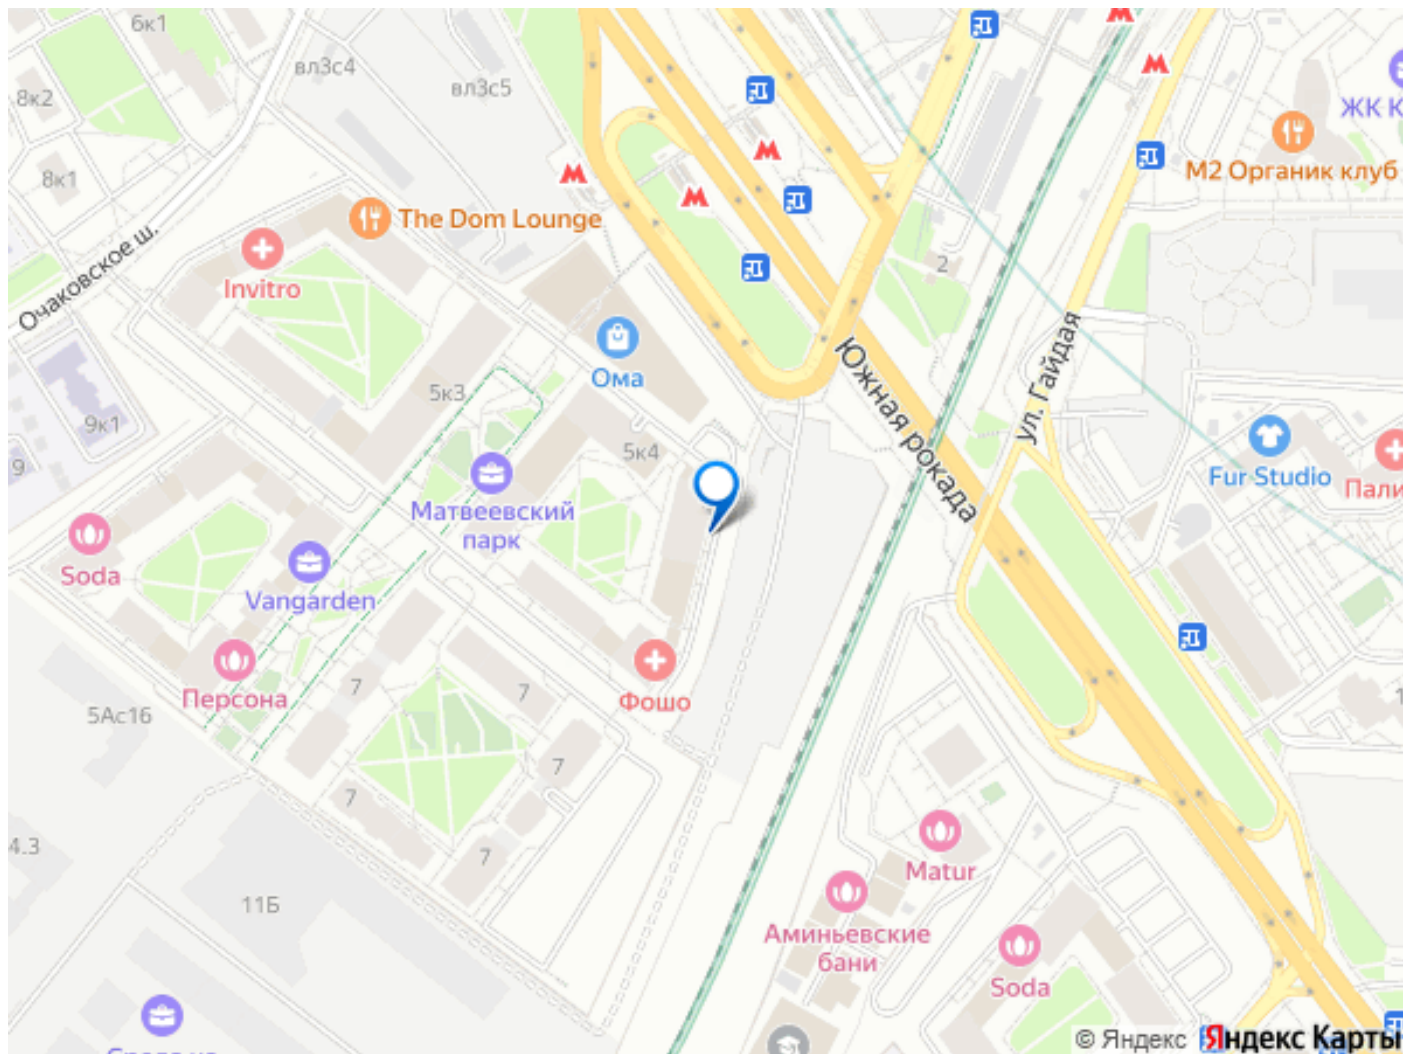 6к1
вл3с4
вл3с5
8к2
ЖК К
М2 Органик клуб
8к1
The Dom Lounge
Очаковское ш.
Invitro
2
Южная рокада
ул. Гайдая
Ома
5к3
9к1
5к4
9
Fur Studio
Пали
Матвеевский
парк
Soda
Vangarden
Персона
7
7
Фошо
5Ас16
7
7
7
4.3
11Б
Matur
Аминьевские
бани
Soda
© Яндекс
Яндекс Карты